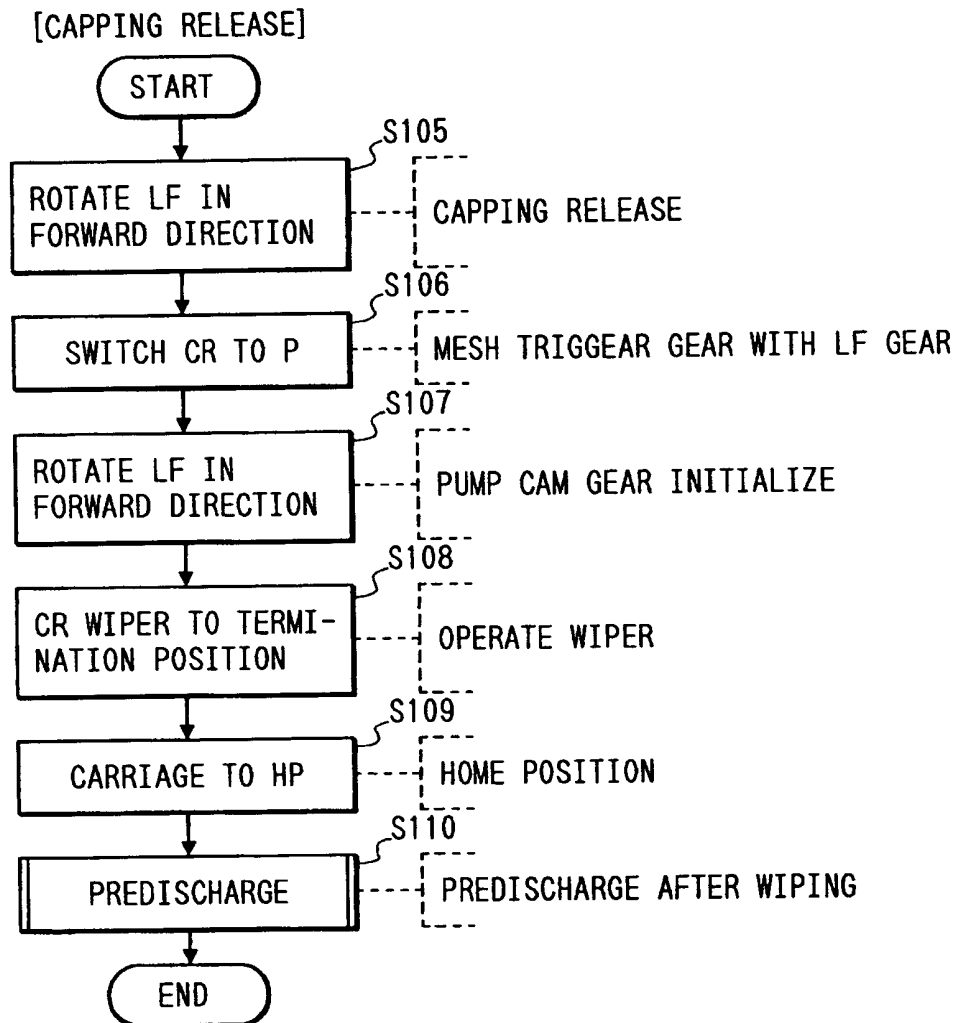 [CAPPING RELEASE]
START
S105
ROTATE LF IN
FORWARD DIRECTION
CAPPING RELEASE
S106
SWITCH CR TO P
MESH TRIGGEAR GEAR WITH LF GEAR
S107
ROTATE LF IN
FORWARD DIRECTION
PUMP CAM GEAR INITIALIZE
S108
CR WIPER TO TERMI-
NATION POSITION
OPERATE WIPER
S109
CARRIAGE TO HP
HOME POSITION
S110
PREDISCHARGE
PREDISCHARGE AFTER WIPING
END